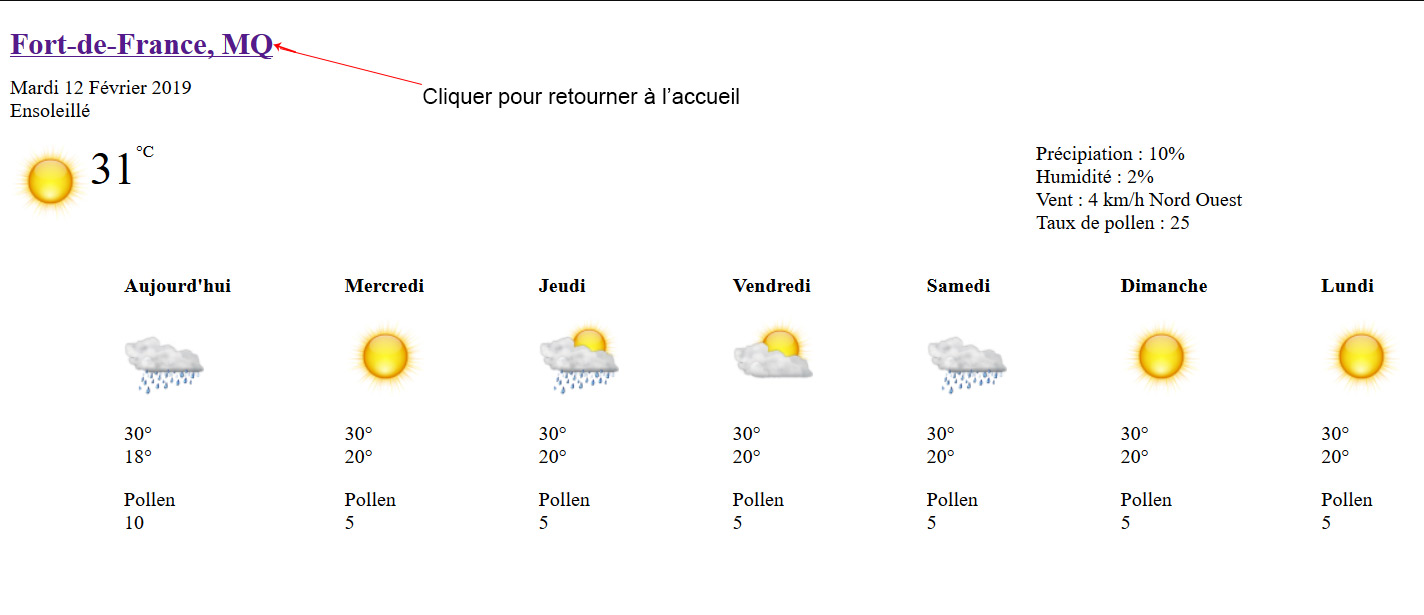 Fort-de-France, MQ
Cliquer pour retourner à l’accueil
Mardi 12 Février 2019
Ensoleillé
31 °C
Précipiation : 10%
Humidité : 2%
Vent : 4 km/h Nord Ouest
Taux de pollen : 25
Aujourd'hui Mercredi Jeudi Vendredi Samedi Dimanche Lundi
30° 30° 30° 30° 30° 30° 30°
18° 20° 20° 20° 20° 20° 20°
Pollen Pollen Pollen Pollen Pollen Pollen Pollen
10 5 5 5 5 5 5